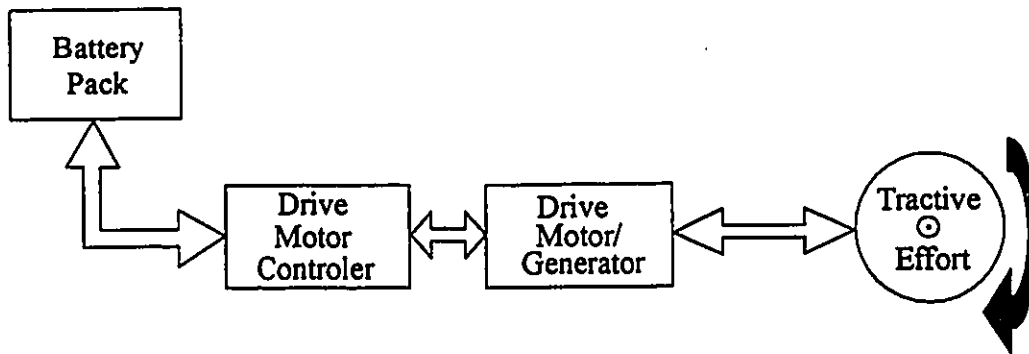 Battery
Pack
Drive
Motor
Controler
Drive
Motor/
Generator
Tractive
Effort